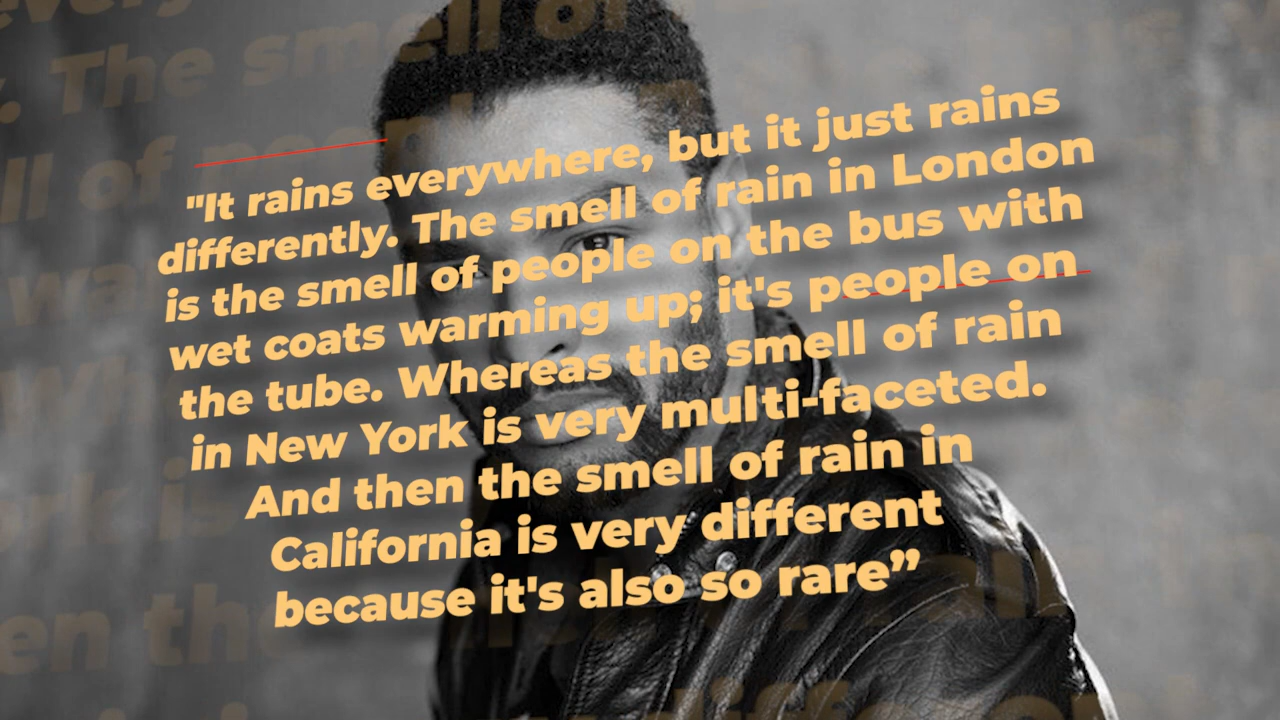 "It rains everywhere, but it just rains
differently. The smell of rain in London
is the smell of people on the bus with
wet coats warming up; it's people on
the tube. Whereas the smell of rain
in New York is very multi-faceted.
And then the smell of rain in
California is very different
because it's also so rare”